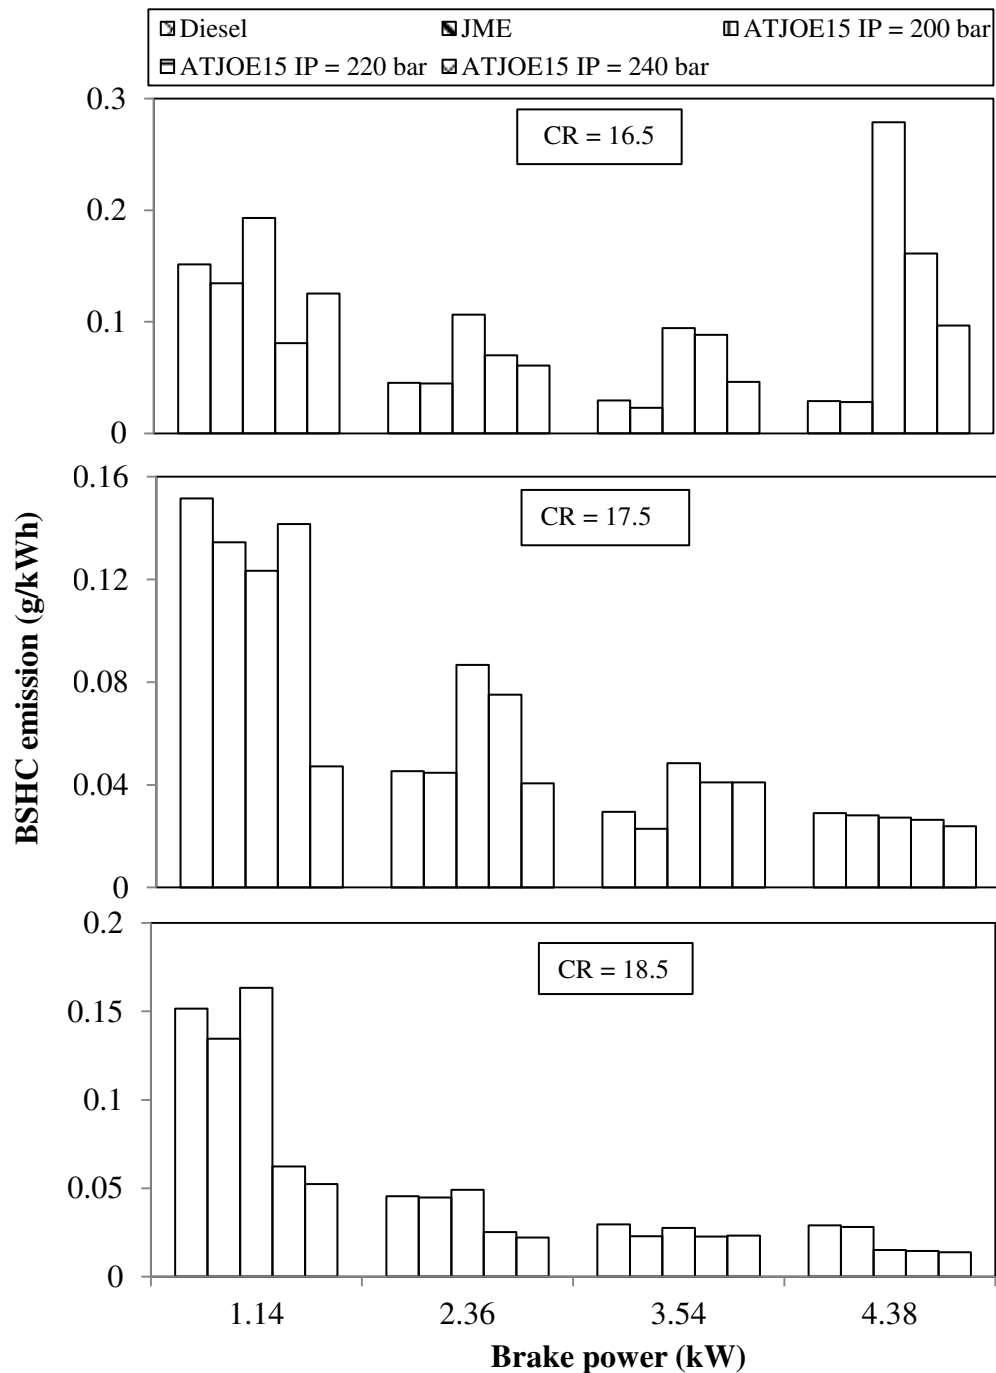 Diesel JME ATJOE15 IP = 200 bar
ATJOE15 IP = 220 bar ATJOE15 IP = 240 bar
0.3
CR = 16.5
0.2
0.1
0
BSHC emission (g/kWh)
0.16
CR = 17.5
0.12
0.08
0.04
0
0.2
CR = 18.5
0.15
0.1
0.05
0
1.14 2.36 3.54 4.38
Brake power (kW)